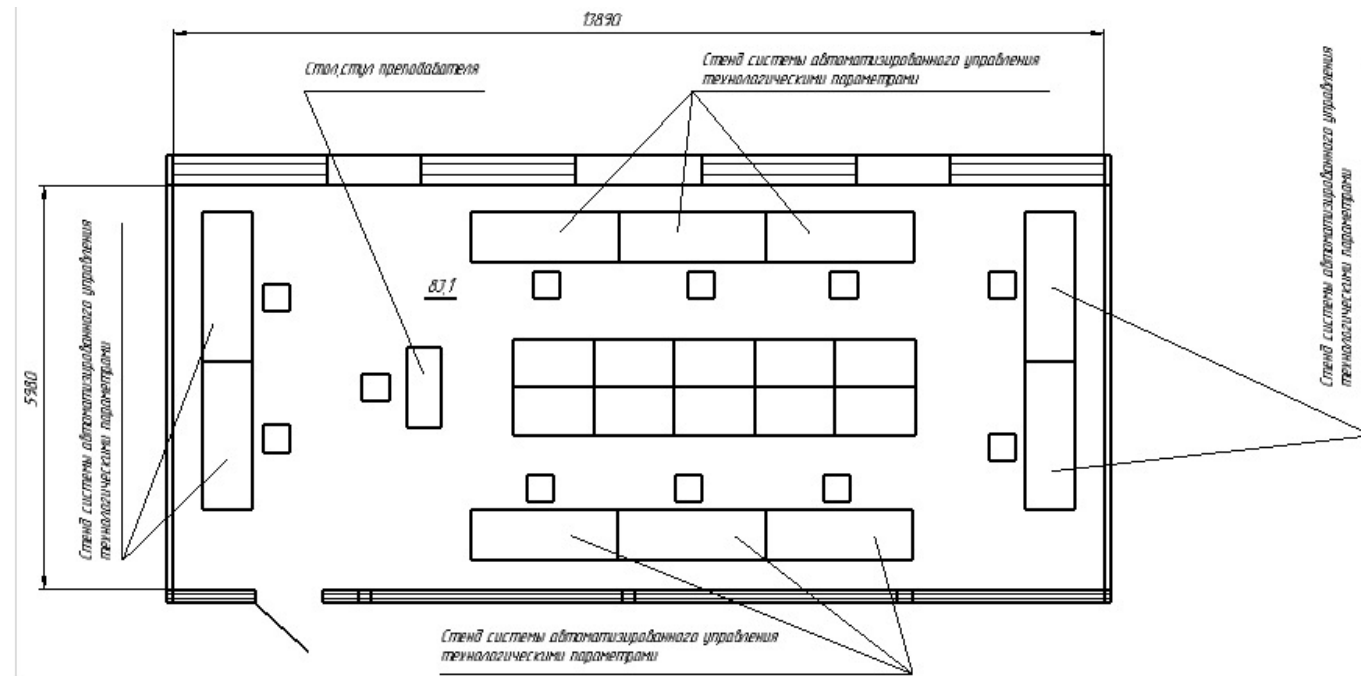 13890
Стол,стул преподавателя
Стенд системы автоматизированного управления
технологическими параметрами
Стенд системы автоматизированного управления
технологическими параметрами
83,1
5980
Стенд системы автоматизированного управления
технологическими параметрами
Стенд системы автоматизированного управления
технологическими параметрами